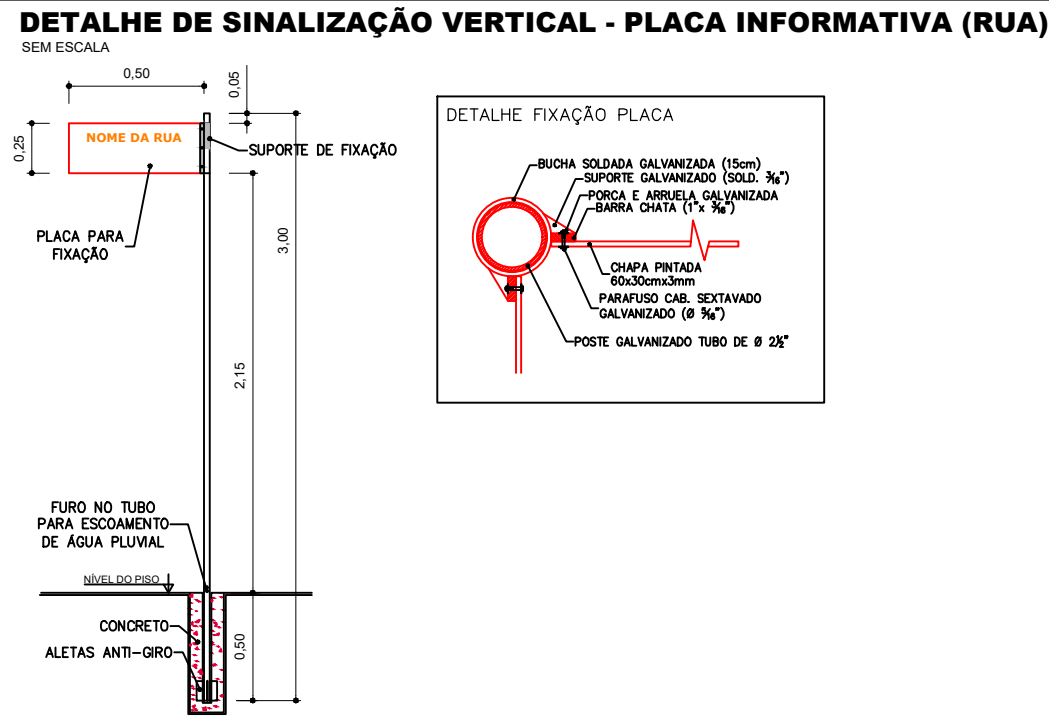 DETALHE DE SINALIZAÇÃO VERTICAL - PLACA INFORMATIVA (RUA)
SEM ESCALA
0,50
0,05
0,25
NOME DA RUA
SUPORTE DE FIXAÇÃO
PLACA PARA
FIXAÇÃO
3,00
2,15
FURO NO TUBO
PARA ESCOAMENTO
DE ÁGUA PLUVIAL
NÍVEL DO PISO
CONCRETO
ALETAS ANTI-GIRO
0,50
DETALHE FIXAÇÃO PLACA
BUCHA SOLDADA GALVANIZADA (15cm)
SUPORTE GALVANIZADO (SOLD. 3/16")
PORCA E ARRUELA GALVANIZADA
BARRA CHATA (1"x 3/16")
CHAPA PINTADA
60x30cmx3mm
PARAFUSO CAB. SEXTAVADO
GALVANIZADO (Ø 5/16")
POSTE GALVANIZADO TUBO DE Ø 2½"